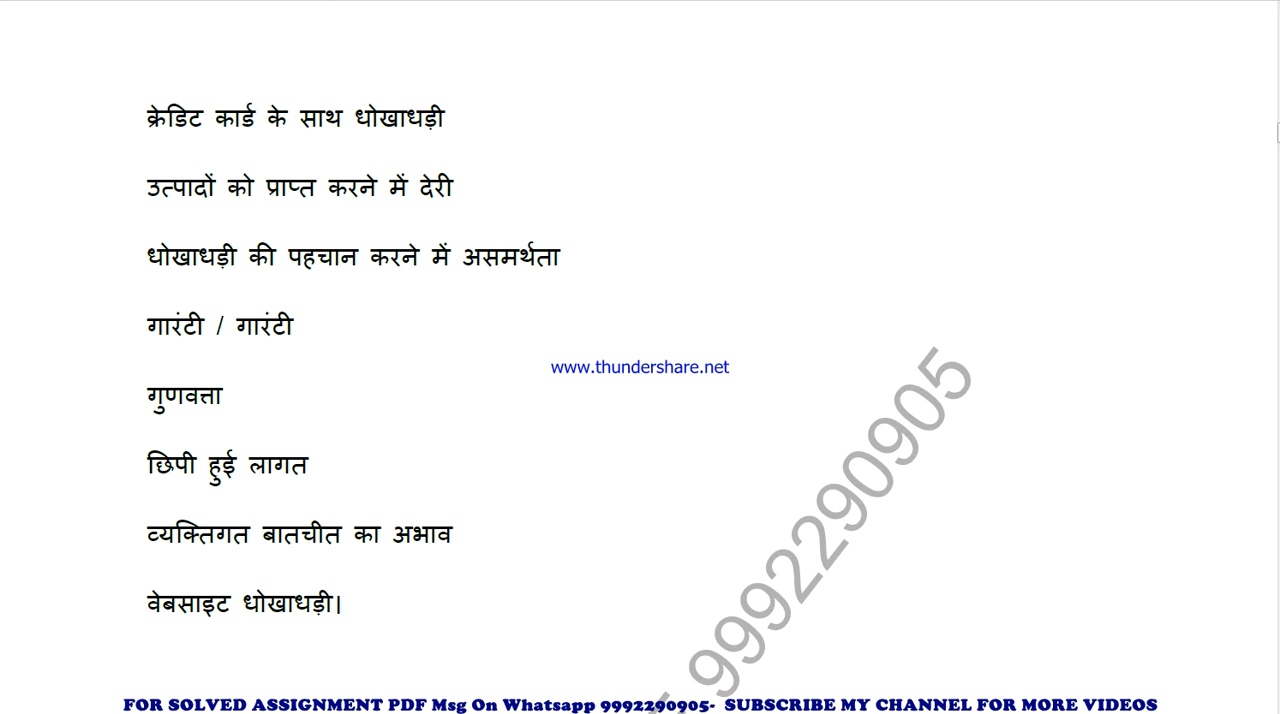 क्रेडिट कार्ड के साथ धोखाधड़ी
उत्पादों को प्राप्त करने में देरी
धोखाधड़ी की पहचान करने में असमर्थता
गारंटी / गारंटी
www.thundershare.net
गुणवत्ता
छिपी हुई लागत
व्यक्तिगत बातचीत का अभाव
वेबसाइट धोखाधड़ी।
9992290905
FOR SOLVED ASSIGNMENT PDF Msg On Whatsapp 9992290905- SUBSCRIBE MY CHANNEL FOR MORE VIDEOS